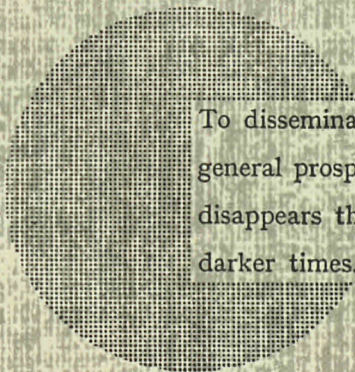 To dissemina
general prosp
disappears th
darker times.